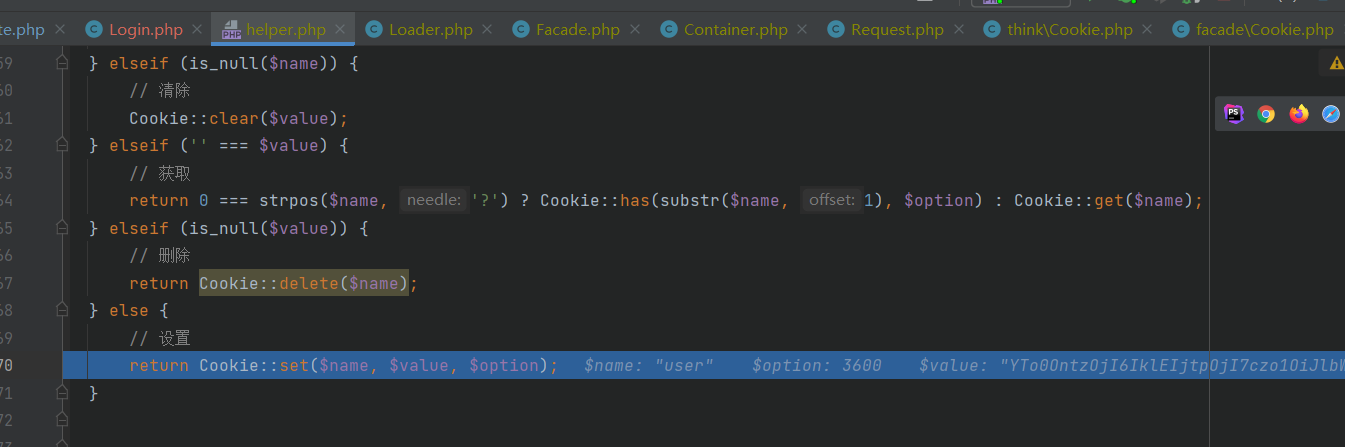 te.php Login.php helper.php Loader.php Facade.php Container.php Request.php think\Cookie.php facade\Cookie.php
59 } elseif (is_null($name)) {
60 // 清除
61 Cookie::clear($value);
62 } elseif ('' === $value) {
63 // 获取
64 return 0 === strpos($name, needle: '?') ? Cookie::has(substr($name, offset: 1), $option) : Cookie::get($name);
65 } elseif (is_null($value)) {
66 // 删除
67 return Cookie::delete($name);
68 } else {
69 // 设置
70 return Cookie::set($name, $value, $option); $name: "user" $option: 3600 $value: "YTo0OntzOjI6IklEIjtpOjI7czo1OiJlbW
71 }
72